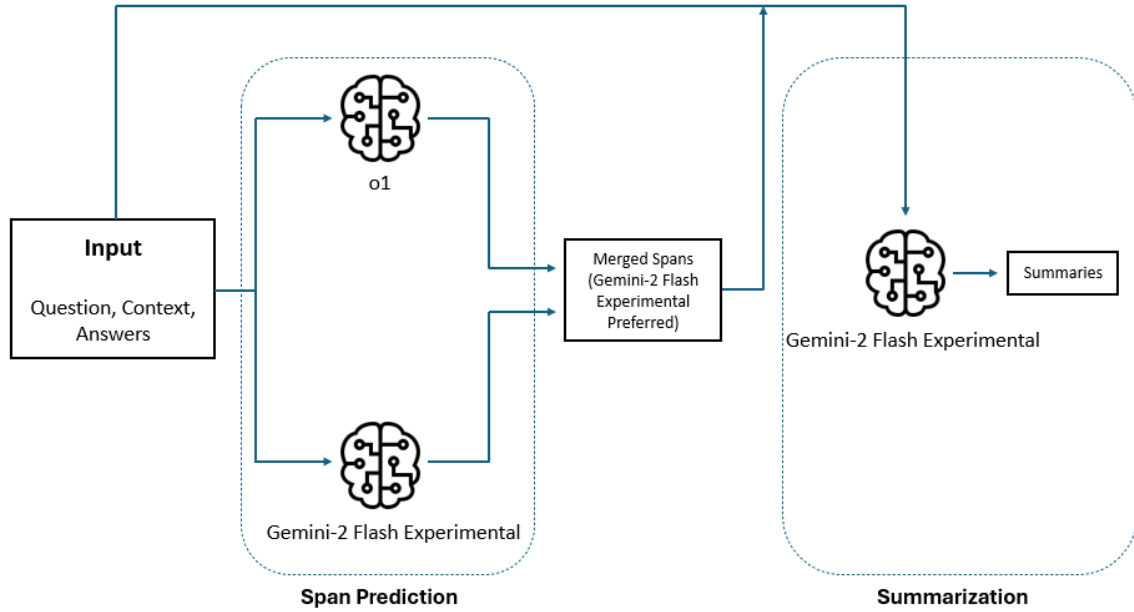 o1
Input
Question, Context,
Answers
Merged Spans
(Gemini-2 Flash
Experimental
Preferred)
Gemini-2 Flash Experimental
Gemini-2 Flash Experimental
Summaries
Span Prediction
Summarization